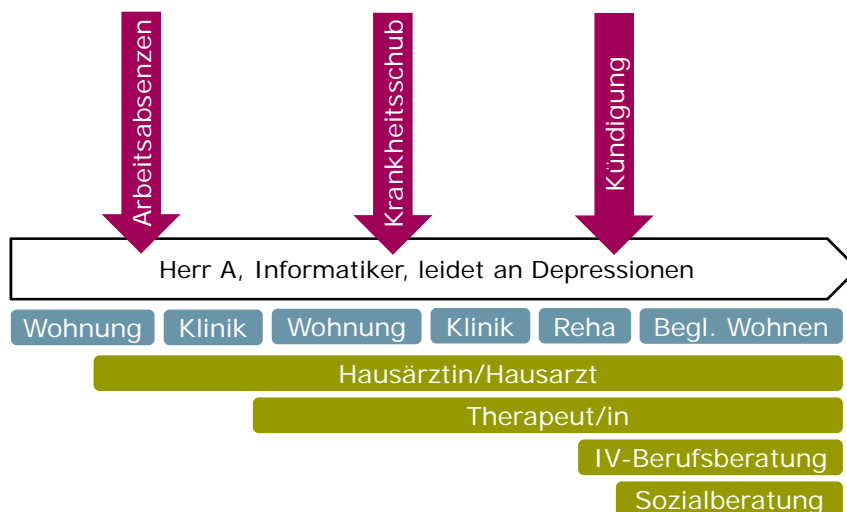 Arbeitsabsenzen
Krankheitsschub
Kündigung
Herr A, Informatiker, leidet an Depressionen
Wohnung Klinik Wohnung Klinik Reha Begl. Wohnen
Hausärztin/Hausarzt
Therapeut/in
IV-Berufsberatung
Sozialberatung